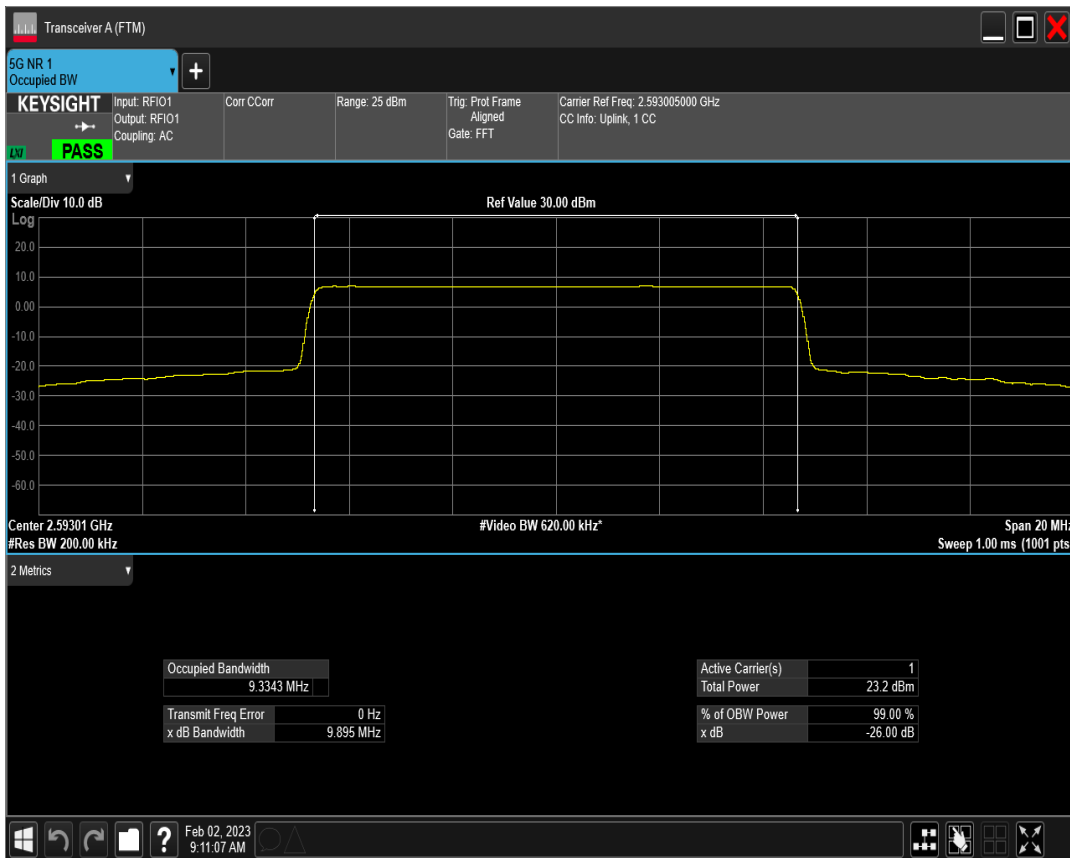 Transceiver A (FTM)
5G NR 1
Occupied BW
+
KEYSIGHT
LXI
PASS
Input: RFIO1
Output: RFIO1
Coupling: AC
Corr CCorr
Range: 25 dBm
Trig: Prot Frame
Aligned
Gate: FFT
Carrier Ref Freq: 2.593005000 GHz
CC Info: Uplink, 1 CC
1 Graph
Scale/Div 10.0 dB
Ref Value 30.00 dBm
Log
20.0
10.0
0.00
-10.0
-20.0
-30.0
-40.0
-50.0
-60.0
Center 2.59301 GHz
#Video BW 620.00 kHz*
Span 20 MHz
#Res BW 200.00 kHz
Sweep 1.00 ms (1001 pts
2 Metrics
Occupied Bandwidth
9.3343 MHz
Transmit Freq Error 0 Hz
x dB Bandwidth 9.895 MHz
Active Carrier(s) 1
Total Power 23.2 dBm
% of OBW Power 99.00 %
x dB -26.00 dB
?
Feb 02, 2023
9:11:07 AM